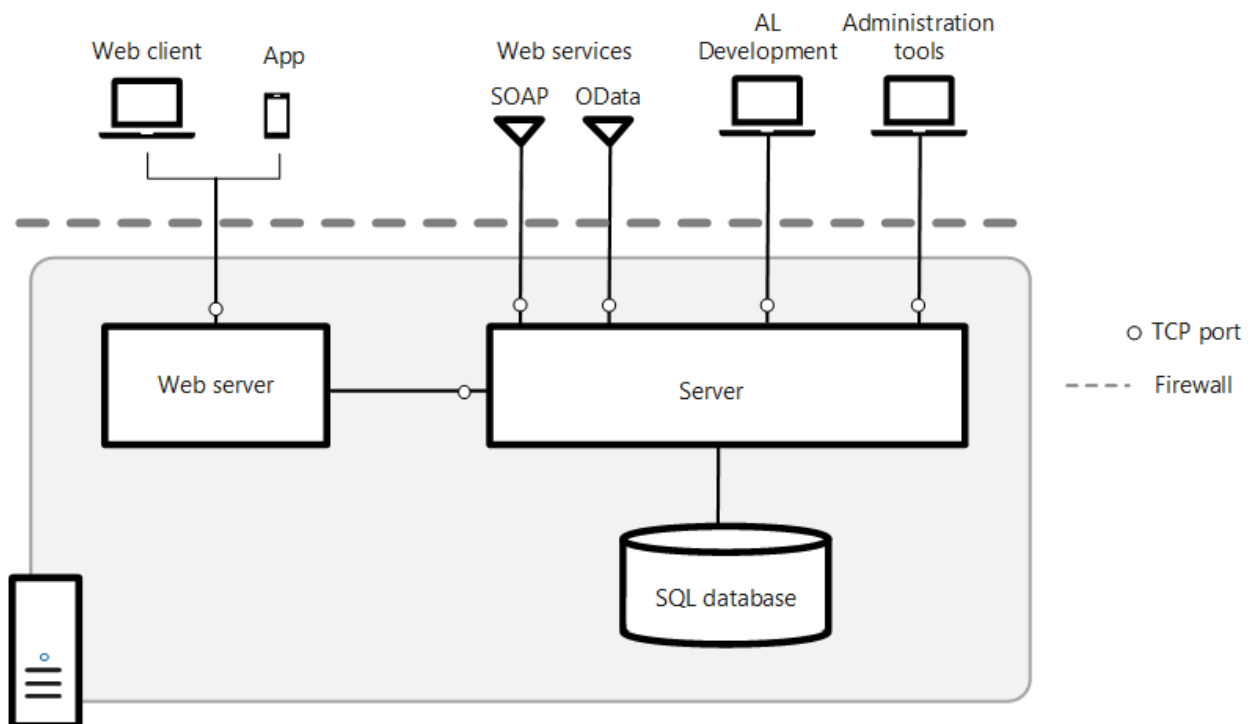 Web client
App
Web services
SOAP
OData
AL
Development
Administration
tools
TCP port
Firewall
Web server
Server
SQL database